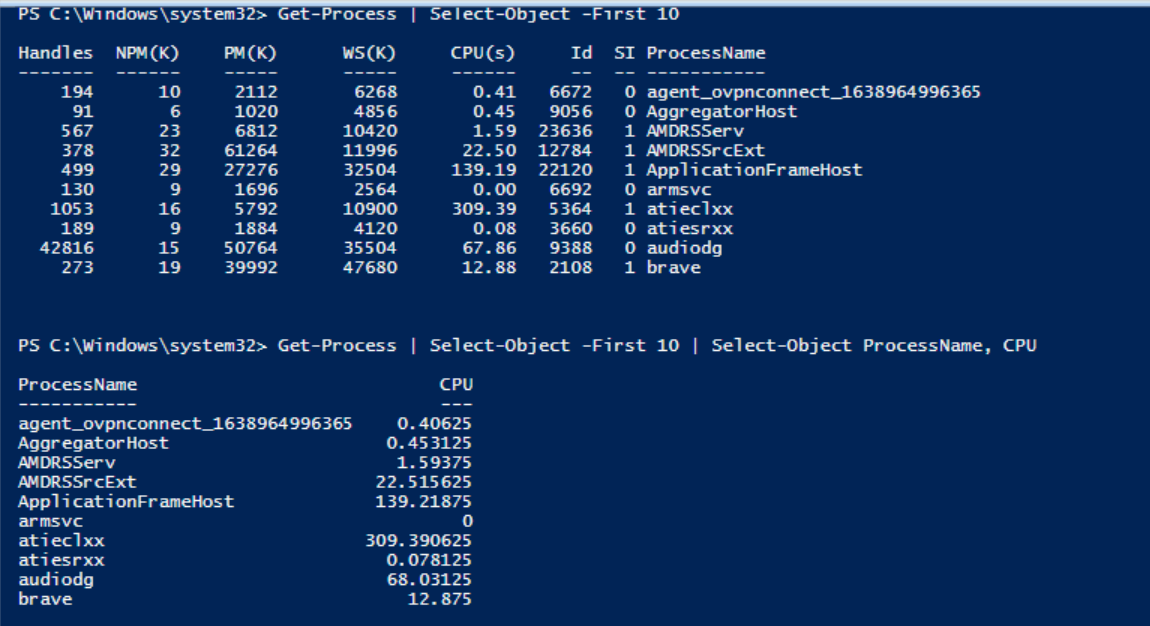 PS C:\Windows\system32> Get-Process | Select-Object -First 10
Handles NPM(K) PM(K) WS(K) CPU(s) Id SI ProcessName
------- ------ ----- ----- ------ -- -- -----------
194 10 2112 6268 0.41 6672 0 agent_ovpnconnect_1638964996365
91 6 1020 4856 0.45 9056 0 AggregatorHost
567 23 6812 10420 1.59 23636 1 AMDRSServ
378 32 61264 11996 22.50 12784 1 AMDRSSrcExt
499 29 27276 32504 139.19 22120 1 ApplicationFrameHost
130 9 1696 2564 0.00 6692 0 armsvc
1053 16 5792 10900 309.39 5364 1 atieclxx
189 9 1884 4120 0.08 3660 0 atiesrxx
42816 15 50764 35504 67.86 9388 0 audiodg
273 19 39992 47680 12.88 2108 1 brave
PS C:\Windows\system32> Get-Process | Select-Object -First 10 | Select-Object ProcessName, CPU
ProcessName CPU
----------- ---
agent_ovpnconnect_1638964996365 0.40625
AggregatorHost 0.453125
AMDRSServ 1.59375
AMDRSSrcExt 22.515625
ApplicationFrameHost 139.21875
armsvc 0
atieclxx 309.390625
atiesrxx 0.078125
audiodg 68.03125
brave 12.875